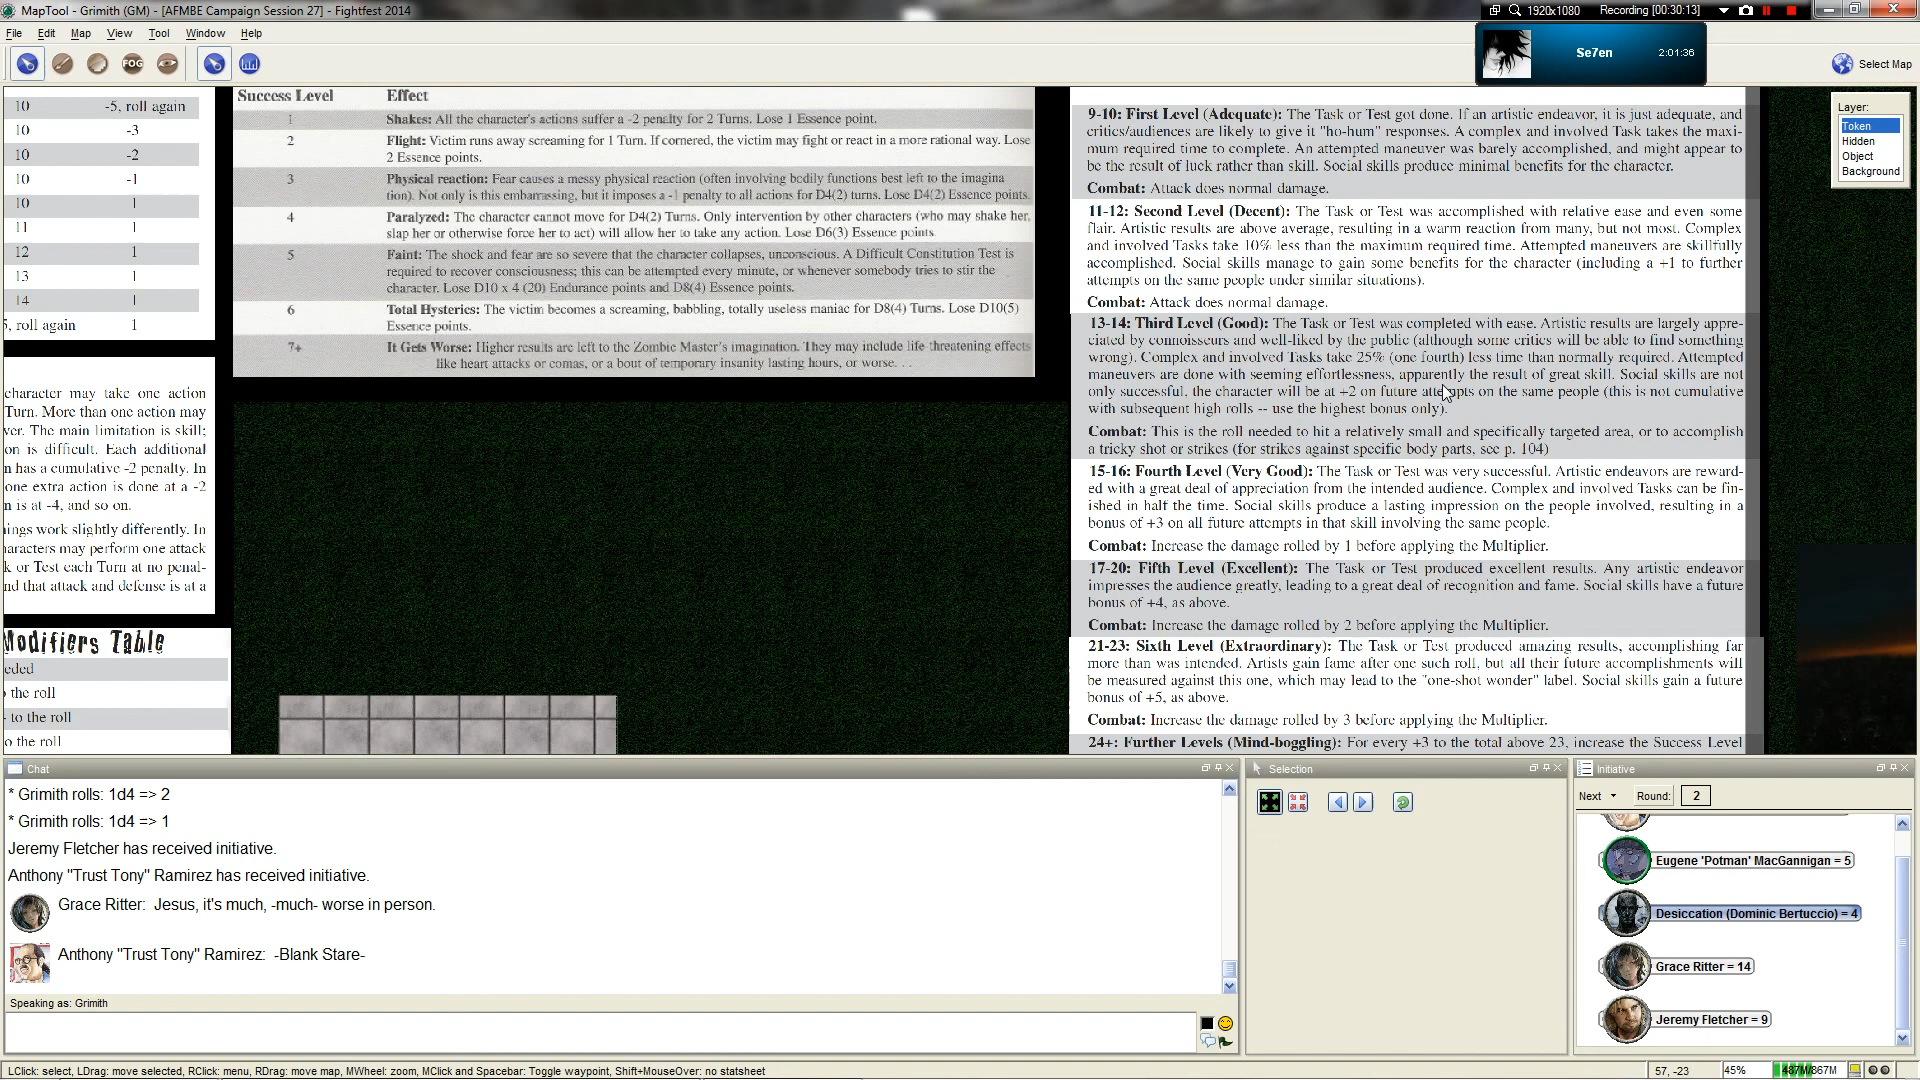 MapTool - Grimith (GM) - [AFMBE Campaign Session 27] - Fightfest 2014
1920x1080
Recording [00:30:13]
File Edit Map View Tool Window Help
Se7en
2:01:36
FOG
Select Map
Layer:
Token
Hidden
Object
Background
10 -5, roll again
10 -3
10 -2
10 -1
10 1
11 1
12 1
13 1
14 1
5, roll again 1
character may take one action
Turn. More than one action may
ver. The main limitation is skill;
on is difficult. Each additional
n has a cumulative -2 penalty. In
one extra action is done at a -2
n is at -4, and so on.
ings work slightly differently. In
haracters may perform one attack
k or Test each Turn at no penal-
nd that attack and defense is at a
Modifiers Table
eded
the roll
- to the roll
o the roll
Success Level Effect
1 Shakes: All the character's actions suffer a -2 penalty for 2 Turns. Lose 1 Essence point.
2 Flight: Victim runs away screaming for 1 Turn. If cornered, the victim may fight or react in a more rational way. Lose
2 Essence points.
3 Physical reaction: Fear causes a messy physical reaction (often involving bodily functions best left to the imagina
tion). Not only is this embarrassing, but it imposes a -1 penalty to all actions for D4(2) turns. Lose D4(2) Essence points.
4 Paralyzed: The character cannot move for D4(2) Turns. Only intervention by other characters (who may shake her,
slap her or otherwise force her to act) will allow her to take any action. Lose D6(3) Essence points.
5 Faint: The shock and fear are so severe that the character collapses, unconscious. A Difficult Constitution Test is
required to recover consciousness; this can be attempted every minute, or whenever somebody tries to stir the
character. Lose D10 x 4 (20) Endurance points and D8(4) Essence points.
6 Total Hysterics: The victim becomes a screaming, babbling, totally useless maniac for D8(4) Turns. Lose D10(5)
Essence points.
7+ It Gets Worse: Higher results are left to the Zombie Master's imagination. They may include life-threatening effects
like heart attacks or comas, or a bout of temporary insanity lasting hours, or worse. . .
9-10: First Level (Adequate): The Task or Test got done. If an artistic endeavor, it is just adequate, and
critics/audiences are likely to give it "ho-hum" responses. A complex and involved Task takes the maxi-
mum required time to complete. An attempted maneuver was barely accomplished, and might appear to
be the result of luck rather than skill. Social skills produce minimal benefits for the character.
Combat: Attack does normal damage.
11-12: Second Level (Decent): The Task or Test was accomplished with relative ease and even some
flair. Artistic results are above average, resulting in a warm reaction from many, but not most. Complex
and involved Tasks take 10% less than the maximum required time. Attempted maneuvers are skillfully
accomplished. Social skills manage to gain some benefits for the character (including a +1 to further
attempts on the same people under similar situations).
Combat: Attack does normal damage.
13-14: Third Level (Good): The Task or Test was completed with ease. Artistic results are largely appre-
ciated by connoisseurs and well-liked by the public (although some critics will be able to find something
wrong). Complex and involved Tasks take 25% (one fourth) less time than normally required. Attempted
maneuvers are done with seeming effortlessness, apparently the result of great skill. Social skills are not
only successful, the character will be at +2 on future attempts on the same people (this is not cumulative
with subsequent high rolls -- use the highest bonus only).
Combat: This is the roll needed to hit a relatively small and specifically targeted area, or to accomplish
a tricky shot or strikes (for strikes against specific body parts, see p. 104)
15-16: Fourth Level (Very Good): The Task or Test was very successful. Artistic endeavors are reward-
ed with a great deal of appreciation from the intended audience. Complex and involved Tasks can be fin-
ished in half the time. Social skills produce a lasting impression on the people involved, resulting in a
bonus of +3 on all future attempts in that skill involving the same people.
Combat: Increase the damage rolled by 1 before applying the Multiplier.
17-20: Fifth Level (Excellent): The Task or Test produced excellent results. Any artistic endeavor
impresses the audience greatly, leading to a great deal of recognition and fame. Social skills have a future
bonus of +4, as above.
Combat: Increase the damage rolled by 2 before applying the Multiplier.
21-23: Sixth Level (Extraordinary): The Task or Test produced amazing results, accomplishing far
more than was intended. Artists gain fame after one such roll, but all their future accomplishments will
be measured against this one, which may lead to the "one-shot wonder" label. Social skills gain a future
bonus of +5, as above.
Combat: Increase the damage rolled by 3 before applying the Multiplier.
24+: Further Levels (Mind-boggling): For every +3 to the total above 23, increase the Success Level
Chat
* Grimith rolls: 1d4 => 2
* Grimith rolls: 1d4 => 1
Jeremy Fletcher has received initiative.
Anthony "Trust Tony" Ramirez has received initiative.
Grace Ritter: Jesus, it's much, -much- worse in person.
Anthony "Trust Tony" Ramirez: -Blank Stare-
Speaking as: Grimith
Selection
Initiative
Next Round: 2
Eugene 'Potman' MacGannigan = 5
Desiccation (Dominic Bertuccio) = 4
Grace Ritter = 14
Jeremy Fletcher = 9
LClick: select, LDrag: move selected, RClick: menu, RDrag: move map, MWheel: zoom, MClick and Spacebar: Toggle waypoint, Shift+MouseOver: no statsheet
57, -23
45%
487M/867M